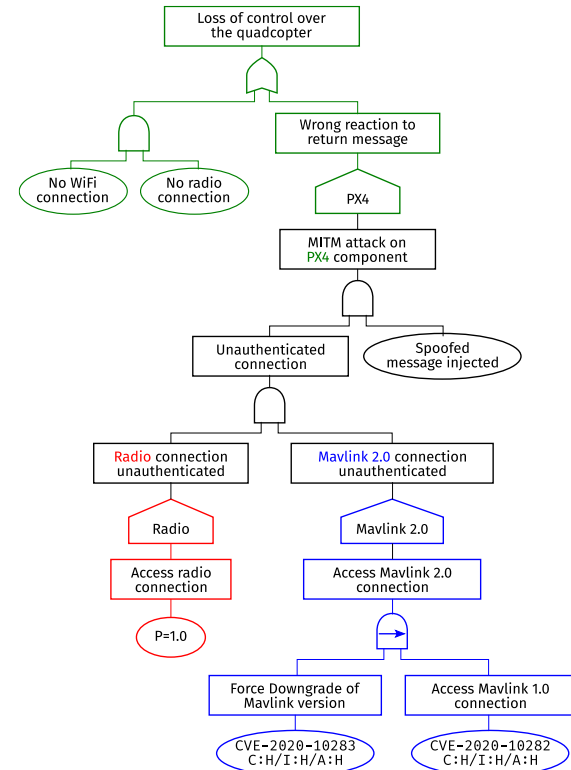 Loss of control over
the quadcopter
Wrong reaction to
return message
No WiFi
connection
No radio
connection
PX4
MITM attack on
PX4 component
Unauthenticated
connection
Spoofed
message injected
Radio connection
unauthenticated
Mavlink 2.0 connection
unauthenticated
Radio
Mavlink 2.0
Access radio
connection
Access Mavlink 2.0
connection
P=1.0
Force Downgrade of
Mavlink version
Access Mavlink 1.0
connection
CVE-2020-10283
C:H/I:H/A:H
CVE-2020-10282
C:H/I:H/A:H